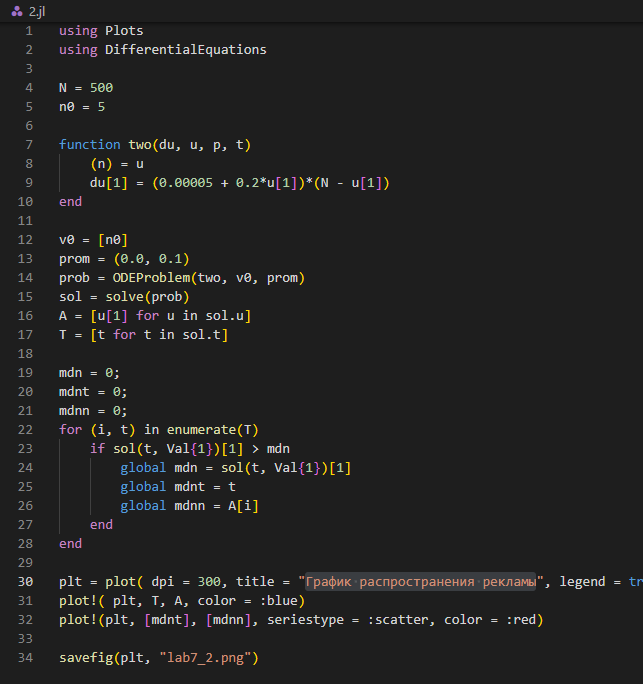 2.jl
1 using Plots
2 using DifferentialEquations
3
4 N = 500
5 n0 = 5
6
7 function two(du, u, p, t)
8     (n) = u
9     du[1] = (0.00005 + 0.2*u[1])*(N - u[1])
10 end
11
12 v0 = [n0]
13 prom = (0.0, 0.1)
14 prob = ODEProblem(two, v0, prom)
15 sol = solve(prob)
16 A = [u[1] for u in sol.u]
17 T = [t for t in sol.t]
18
19 mdn = 0;
20 mdnt = 0;
21 mdnn = 0;
22 for (i, t) in enumerate(T)
23     if sol(t, Val{1})[1] > mdn
24         global mdn = sol(t, Val{1})[1]
25         global mdnt = t
26         global mdnn = A[i]
27     end
28 end
29
30 plt = plot( dpi = 300, title = "График·распространения·рекламы", legend = tr
31 plot!( plt, T, A, color = :blue)
32 plot!(plt, [mdnt], [mdnn], seriestype = :scatter, color = :red)
33
34 savefig(plt, "lab7_2.png")